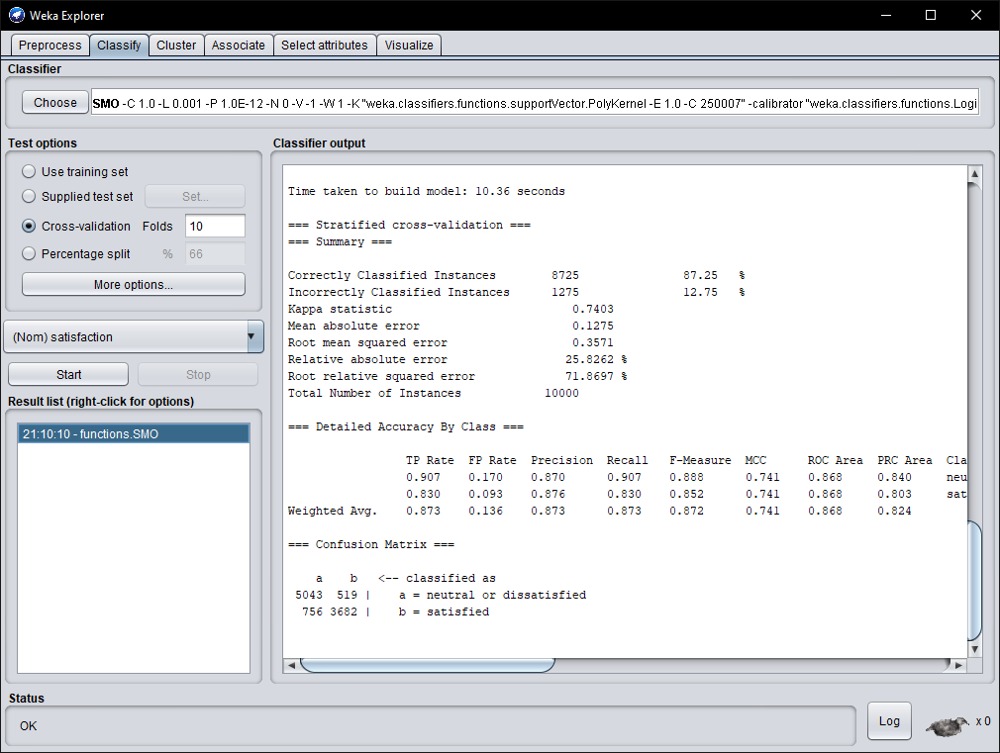 Weka Explorer
Preprocess Classify Cluster Associate Select attributes Visualize
Classifier
Choose SMO -C 1.0 -L 0.001 -P 1.0E-12 -N 0 -V -1 -W 1 -K "weka.classifiers.functions.supportVector.PolyKernel -E 1.0 -C 250007" -calibrator "weka.classifiers.functions.Logi
Test options
Use training set
Supplied test set Set...
Cross-validation Folds 10
Percentage split % 66
More options...
(Nom) satisfaction
Start Stop
Result list (right-click for options)
21:10:10 - functions.SMO
Classifier output
Time taken to build model: 10.36 seconds
=== Stratified cross-validation ===
=== Summary ===
Correctly Classified Instances 8725 87.25 %
Incorrectly Classified Instances 1275 12.75 %
Kappa statistic 0.7403
Mean absolute error 0.1275
Root mean squared error 0.3571
Relative absolute error 25.8262 %
Root relative squared error 71.8697 %
Total Number of Instances 10000
=== Detailed Accuracy By Class ===
TP Rate FP Rate Precision Recall F-Measure MCC ROC Area PRC Area Cla
0.907 0.170 0.870 0.907 0.888 0.741 0.868 0.840 neu
0.830 0.093 0.876 0.830 0.852 0.741 0.868 0.803 sat
Weighted Avg. 0.873 0.136 0.873 0.873 0.872 0.741 0.868 0.824
=== Confusion Matrix ===
a b <-- classified as
5043 519 | a = neutral or dissatisfied
756 3682 | b = satisfied
Status
OK
Log x 0